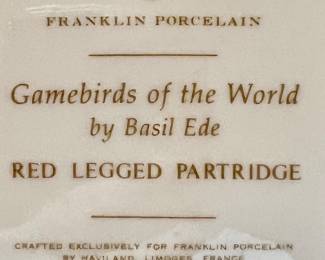 FRANKLIN PORCELAIN
Gamebirds of the World
by Basil Ede
RED LEGGED PARTRIDGE
CRAFTED EXCLUSIVELY FOR FRANKLIN PORCELAIN
BY HAVILAND, LIMOGES, FRANCE